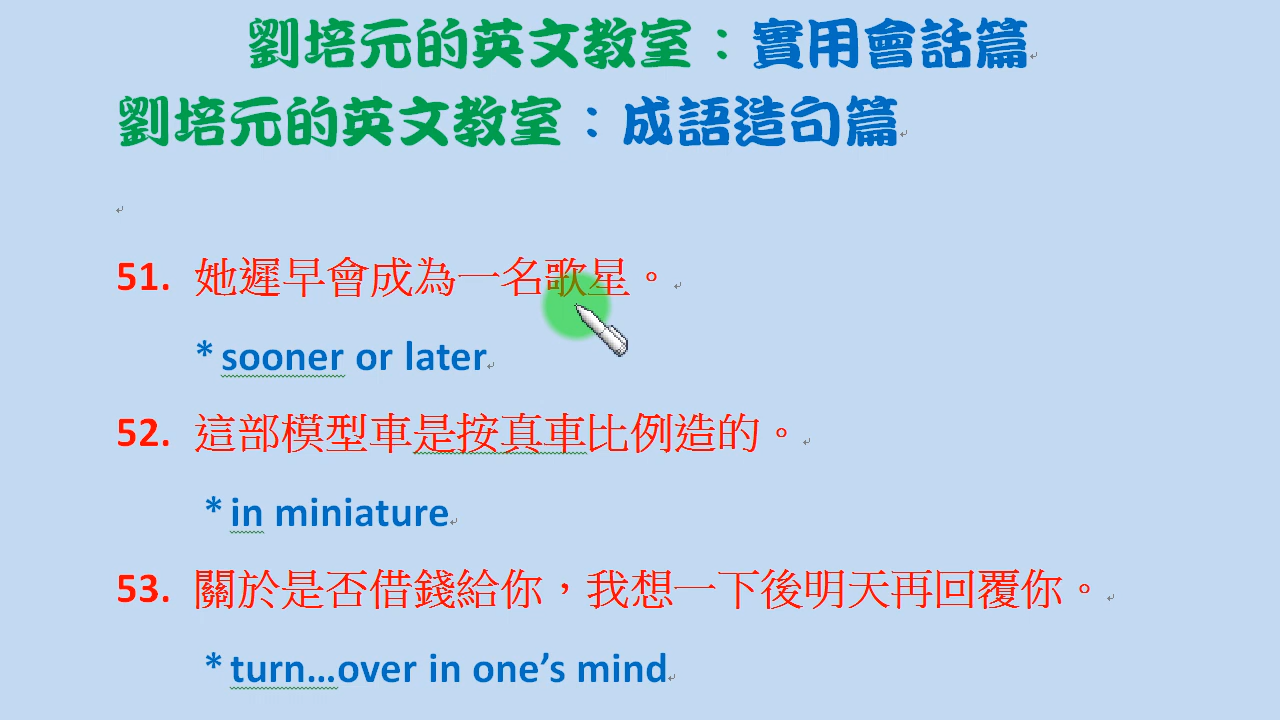 劉培元的英文教室：實用會話篇
劉培元的英文教室：成語造句篇
51. 她遲早會成為一名歌星。
* sooner or later
52. 這部模型車是按真車比例造的。
* in miniature
53. 關於是否借錢給你，我想一下後明天再回覆你。
* turn…over in one’s mind